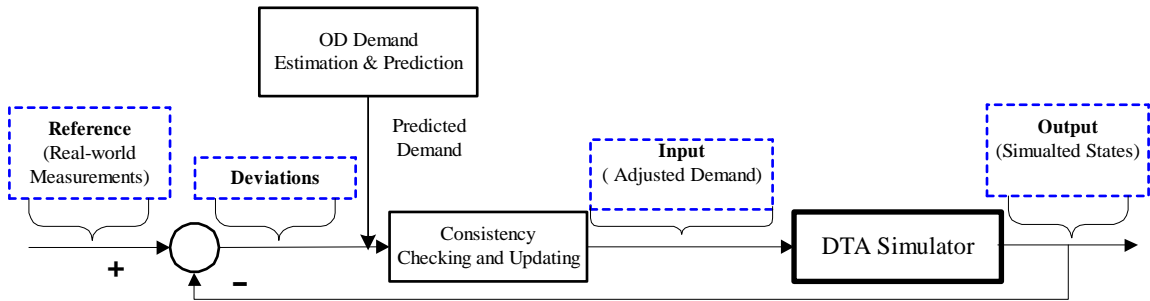 OD Demand
Estimation & Prediction
Reference
(Real-world
Measurements)
Deviations
Predicted
Demand
Input
( Adjusted Demand)
Output
(Simualted States)
Consistency
Checking and Updating
DTA Simulator
+
−